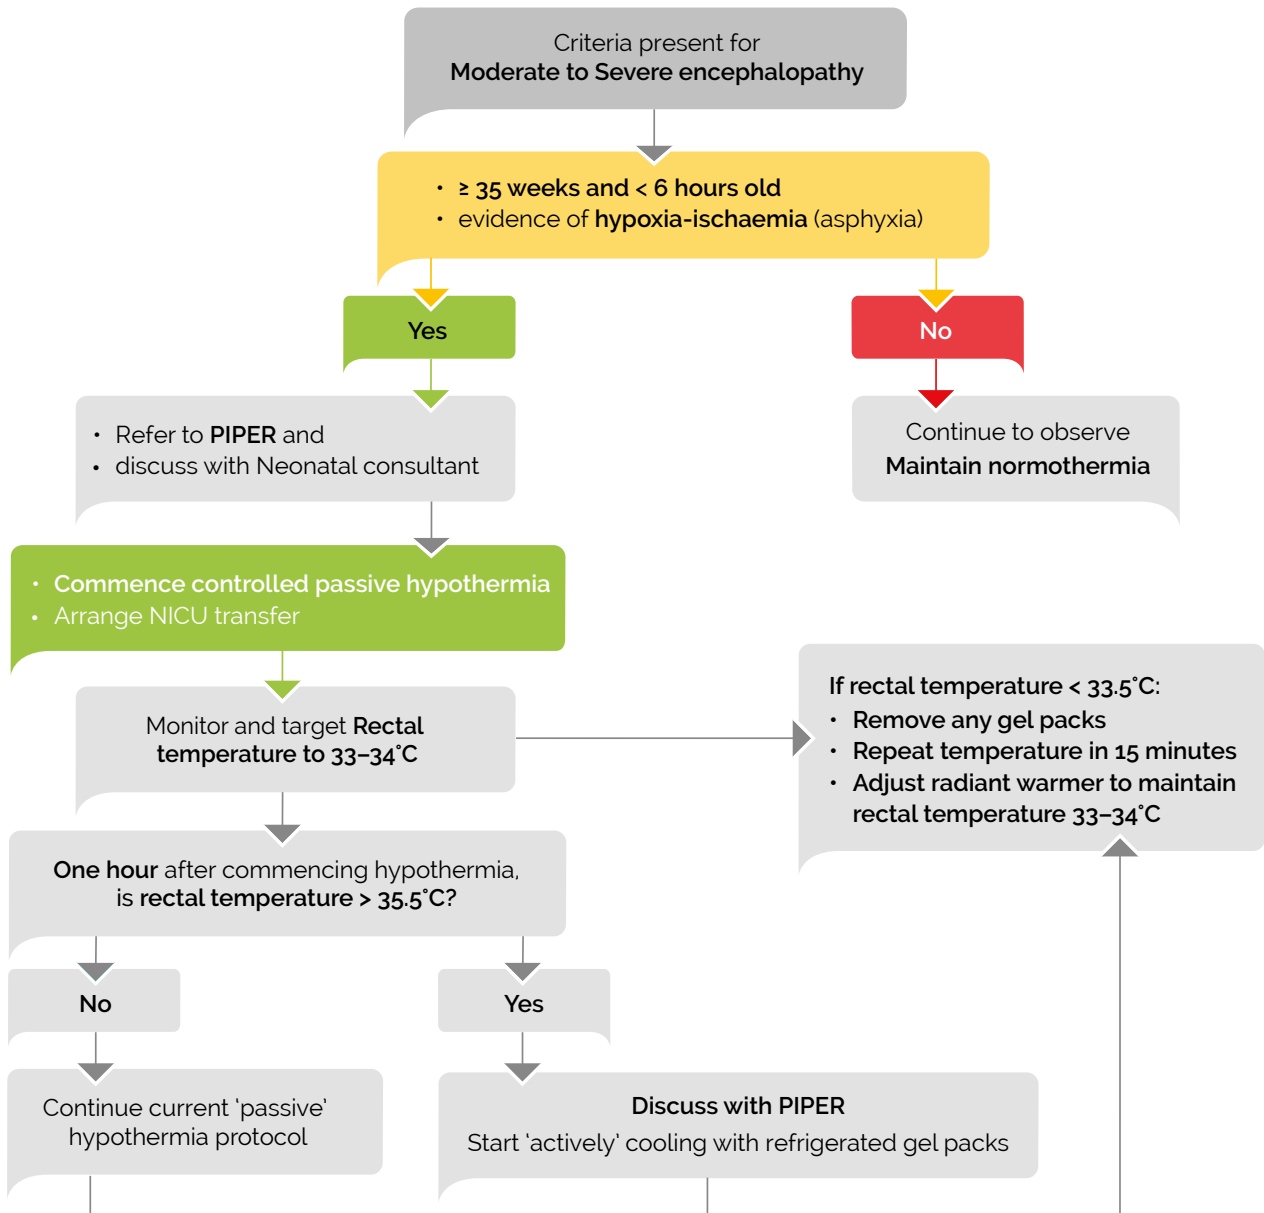 Criteria present for
Moderate to Severe encephalopathy
• ≥ 35 weeks and < 6 hours old
• evidence of hypoxia-ischaemia (asphyxia)
Yes
No
• Refer to PIPER and
• discuss with Neonatal consultant
Continue to observe
Maintain normothermia
• Commence controlled passive hypothermia
• Arrange NICU transfer
Monitor and target Rectal
temperature to 33–34°C
If rectal temperature < 33.5°C:
• Remove any gel packs
• Repeat temperature in 15 minutes
• Adjust radiant warmer to maintain
rectal temperature 33–34°C
One hour after commencing hypothermia,
is rectal temperature > 35.5°C?
No
Yes
Continue current ‘passive’
hypothermia protocol
Discuss with PIPER
Start ‘actively’ cooling with refrigerated gel packs